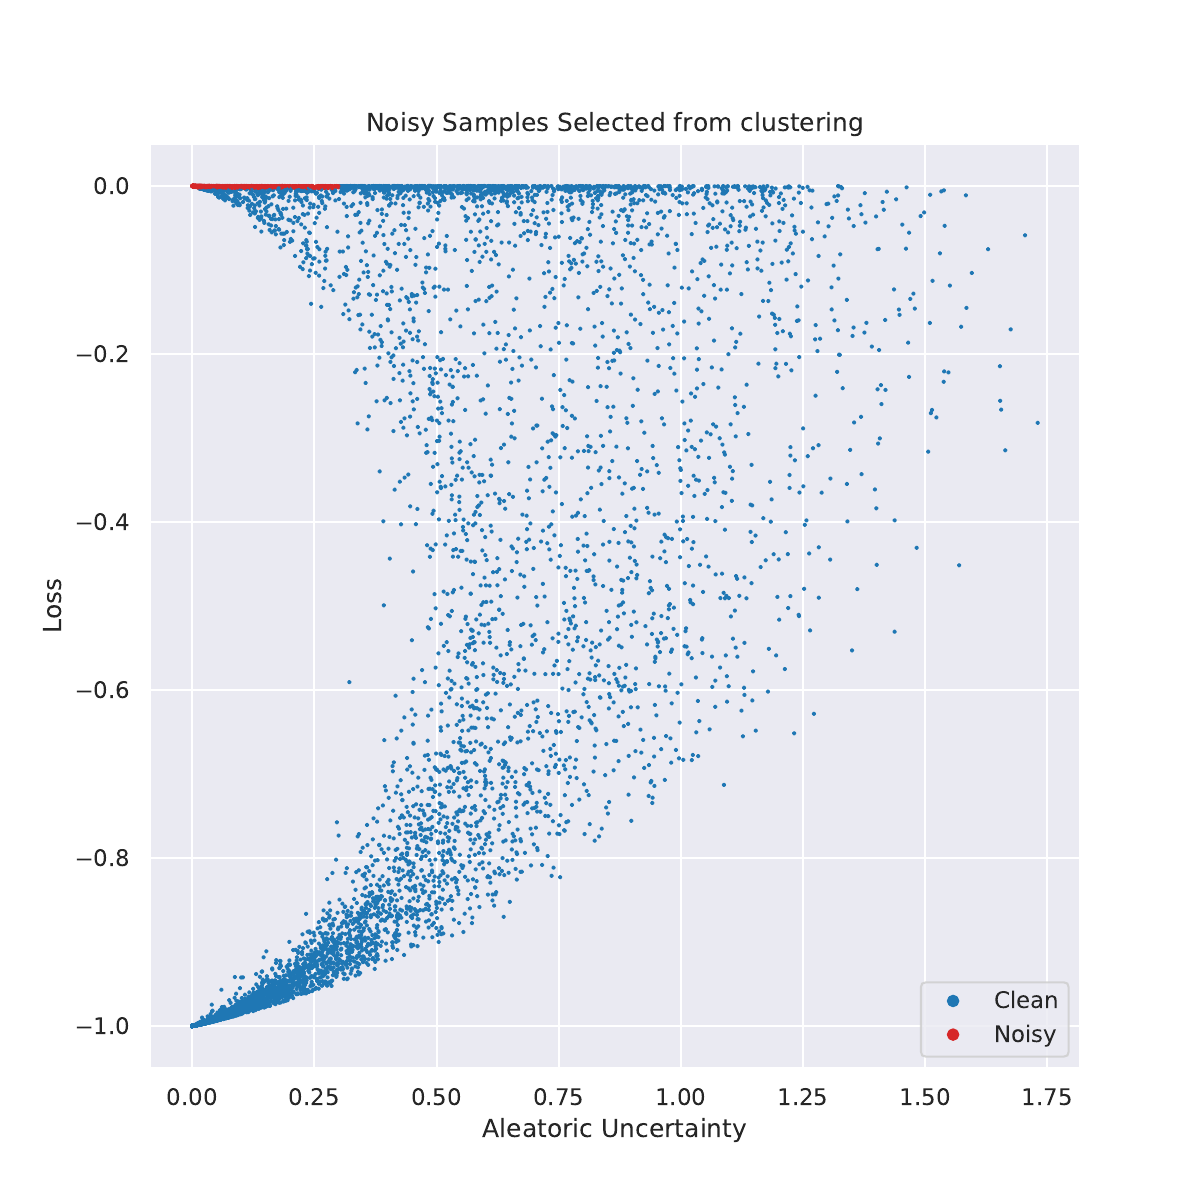 Noisy Samples Selected from clustering
0.0
−0.2
−0.4
−0.6
−0.8
−1.0
Loss
Clean
Noisy
0.00 0.25 0.50 0.75 1.00 1.25 1.50 1.75
Aleatoric Uncertainty